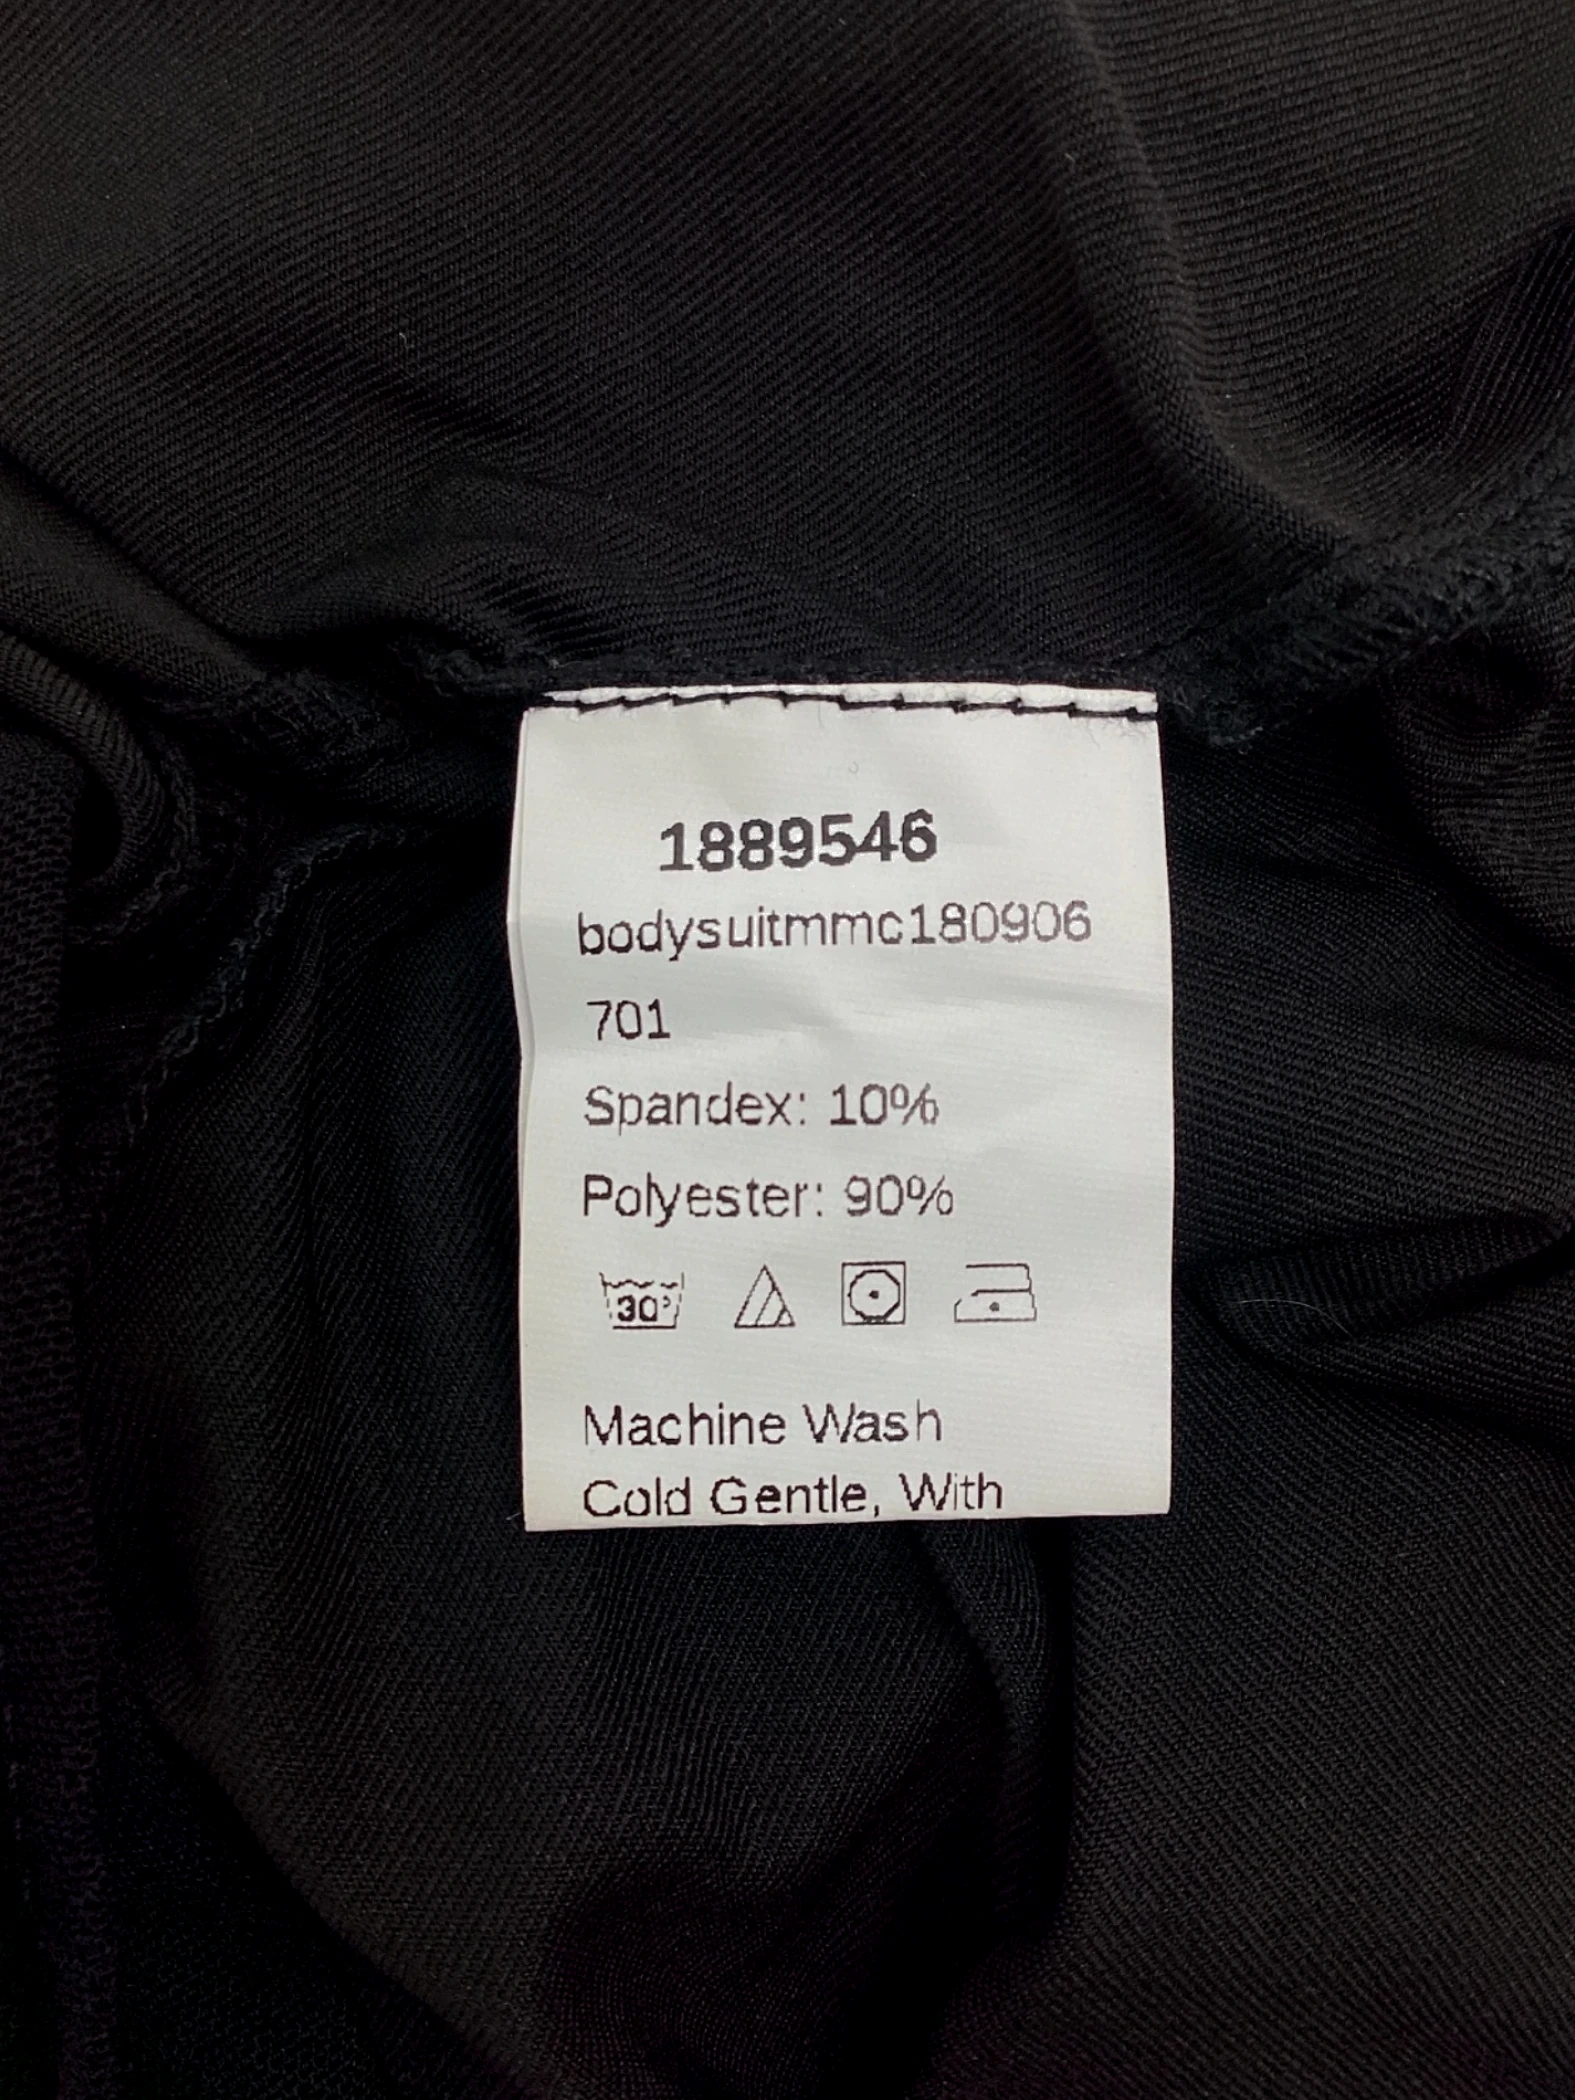 1889546
bodysuitmmc180906
701
Spandex: 10%
Polyester: 90%
30°
Machine Wash
Cold Gentle, With